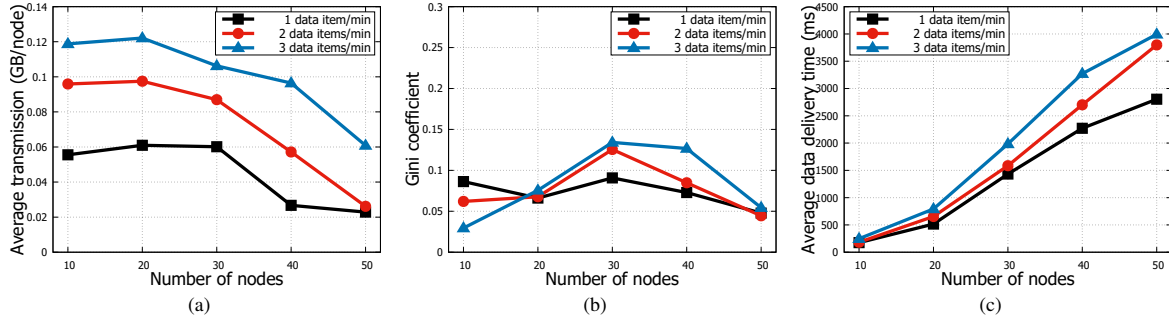 Average transmission (GB/node)
0.14
0.12
0.1
0.08
0.06
0.04
0.02
0
1 data item/min
2 data items/min
3 data items/min
10 20 30 40 50
Number of nodes
(a)
Gini coefficient
0.3
0.25
0.2
0.15
0.1
0.05
0
1 data item/min
2 data items/min
3 data items/min
10 20 30 40 50
Number of nodes
(b)
Average data delivery time (ms)
4500
4000
3500
3000
2500
2000
1500
1000
500
0
1 data item/min
2 data items/min
3 data items/min
10 20 30 40 50
Number of nodes
(c)